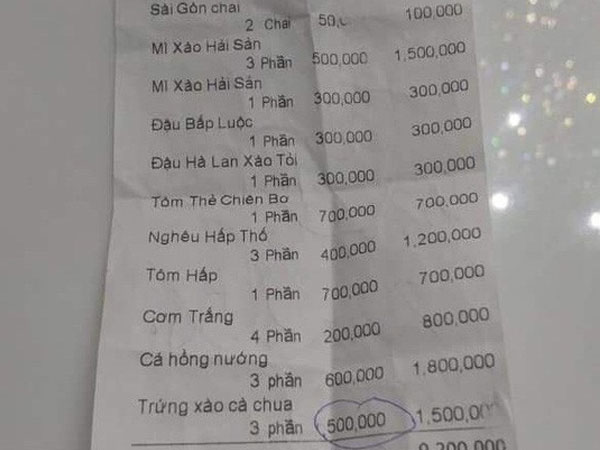 Sài Gòn chai
2 Chai 100,000
Mì Xào Hải Sản
3 Phần 500,000 1,500,000
Mì Xào Hải Sản
1 Phần 300,000 300,000
Đậu Bắp Luộc
1 Phần 300,000 300,000
Đậu Hà Lan Xào Tỏi
1 Phần 300,000 300,000
Tôm Thẻ Chiên Bơ
1 Phần 700,000 700,000
Nghêu Hấp Thố
3 Phần 400,000 1,200,000
Tôm Hấp
1 Phần 700,000 700,000
Cơm Trắng
4 Phần 200,000 800,000
Cá hồng nướng
3 phần 600,000 1,800,000
Trứng xào cà chua
3 phần 500,000